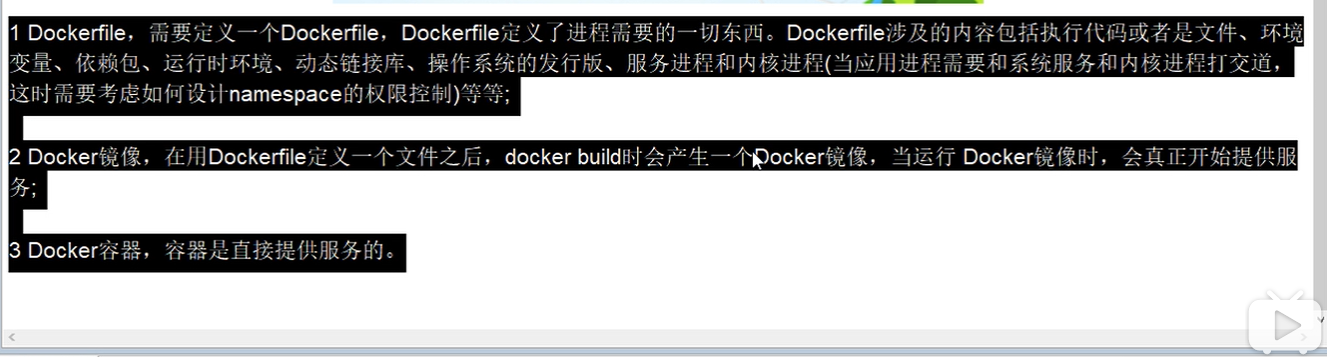 1 Dockerfile，需要定义一个Dockerfile，Dockerfile定义了进程需要的一切东西。Dockerfile涉及的内容包括执行代码或者是文件、环境
变量、依赖包、运行时环境、动态链接库、操作系统的发行版、服务进程和内核进程(当应用进程需要和系统服务和内核进程打交道，
这时需要考虑如何设计namespace的权限控制)等等;
2 Docker镜像，在用Dockerfile定义一个文件之后，docker build时会产生一个Docker镜像，当运行 Docker镜像时，会真正开始提供服
务;
3 Docker容器，容器是直接提供服务的。